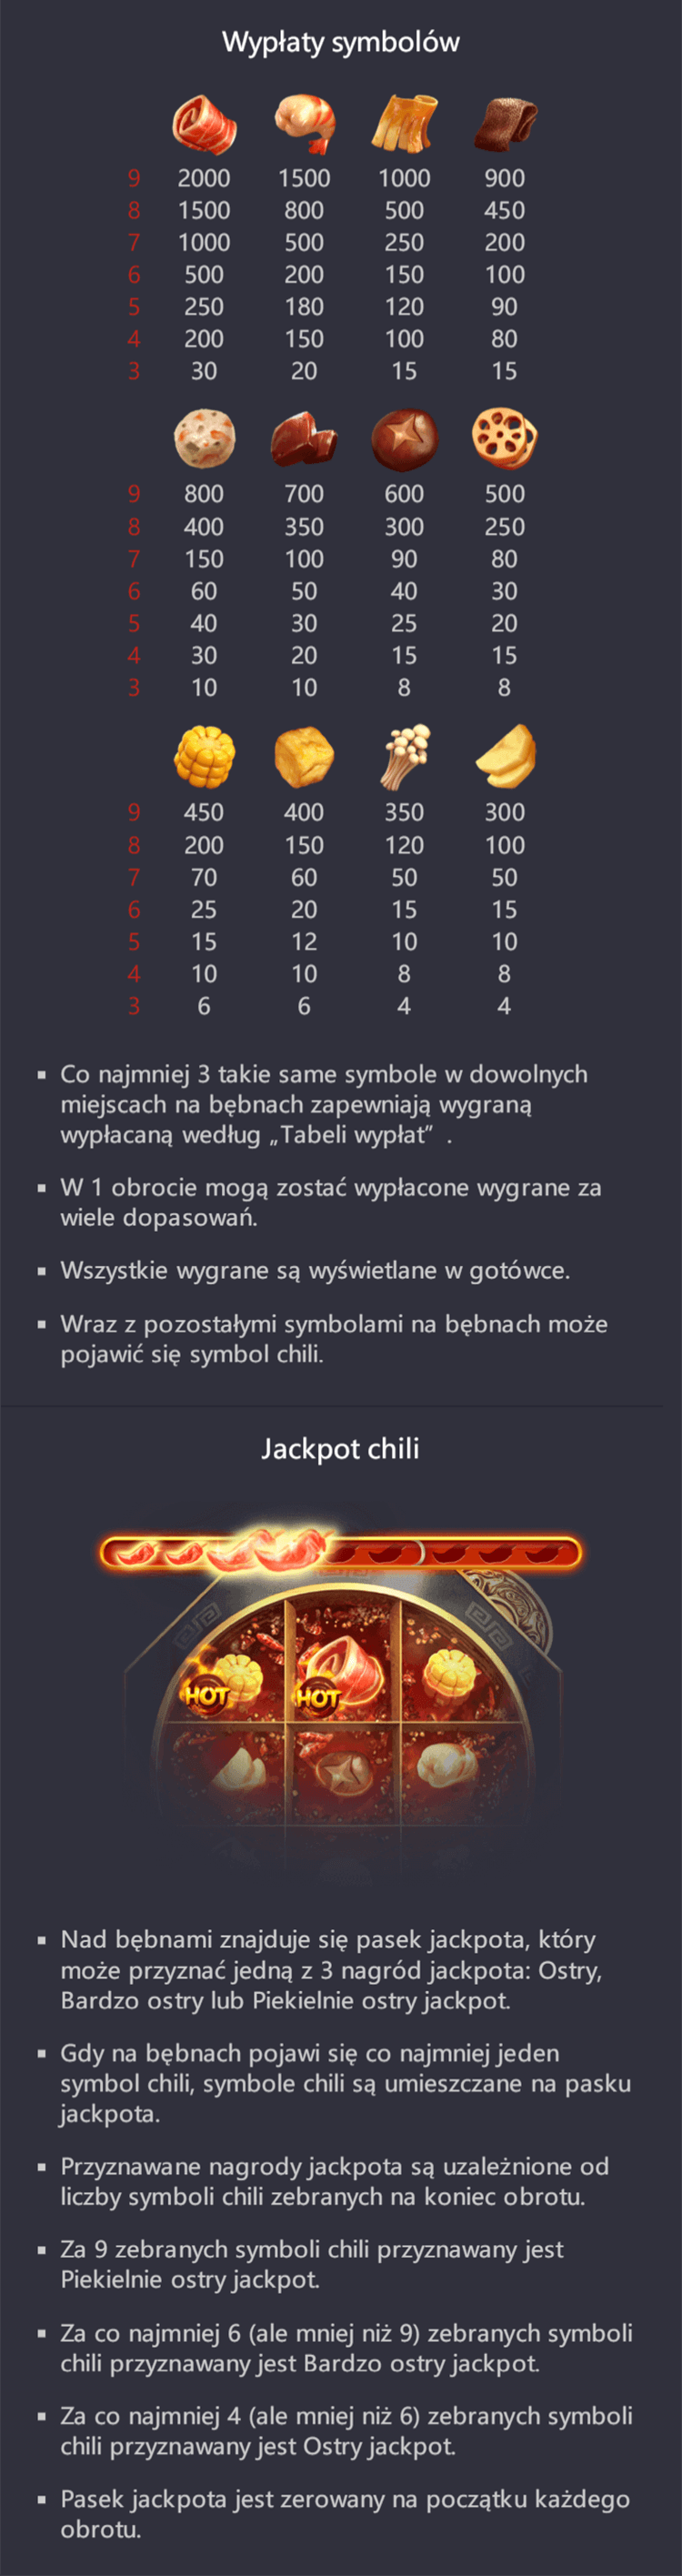 Wypłaty symbolów
9 2000 1500 1000 900
8 1500 800 500 450
7 1000 500 250 200
6 500 200 150 100
5 250 180 120 90
4 200 150 100 80
3 30 20 15 15
9 800 700 600 500
8 400 350 300 250
7 150 100 90 80
6 60 50 40 30
5 40 30 25 20
4 30 20 15 15
3 10 10 8 8
9 450 400 350 300
8 200 150 120 100
7 70 60 50 50
6 25 20 15 15
5 15 12 10 10
4 10 10 8 8
3 6 6 4 4
▪ Co najmniej 3 takie same symbole w dowolnych
miejscach na bębnach zapewniają wygraną
wypłacaną według „Tabeli wypłat” .
▪ W 1 obrocie mogą zostać wypłacone wygrane za
wiele dopasowań.
▪ Wszystkie wygrane są wyświetlane w gotówce.
▪ Wraz z pozostałymi symbolami na bębnach może
pojawić się symbol chili.
Jackpot chili
HOT HOT
▪ Nad bębnami znajduje się pasek jackpota, który
może przyznać jedną z 3 nagród jackpota: Ostry,
Bardzo ostry lub Piekielnie ostry jackpot.
▪ Gdy na bębnach pojawi się co najmniej jeden
symbol chili, symbole chili są umieszczane na pasku
jackpota.
▪ Przyznawane nagrody jackpota są uzależnione od
liczby symboli chili zebranych na koniec obrotu.
▪ Za 9 zebranych symboli chili przyznawany jest
Piekielnie ostry jackpot.
▪ Za co najmniej 6 (ale mniej niż 9) zebranych symboli
chili przyznawany jest Bardzo ostry jackpot.
▪ Za co najmniej 4 (ale mniej niż 6) zebranych symboli
chili przyznawany jest Ostry jackpot.
▪ Pasek jackpota jest zerowany na początku każdego
obrotu.